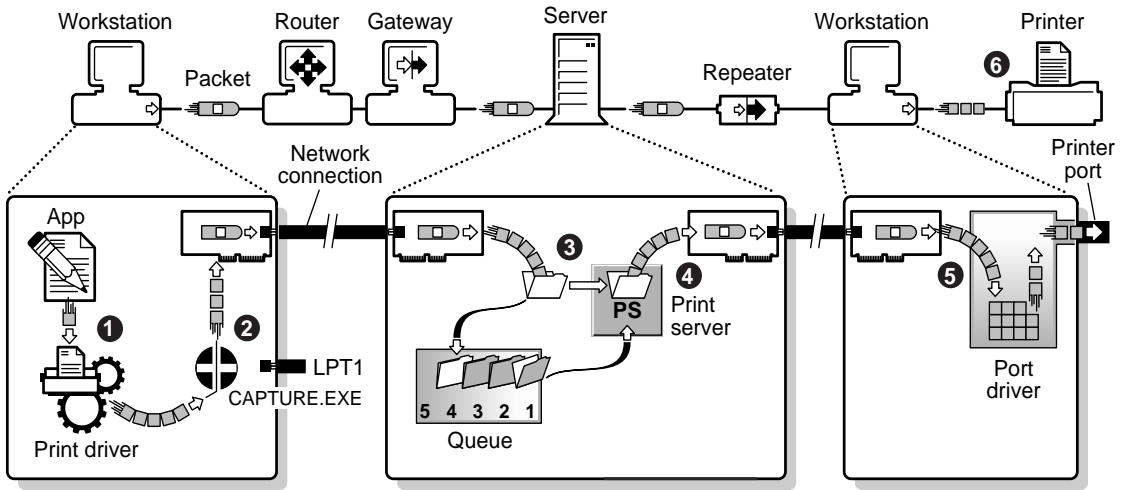 Workstation
Router
Gateway
Server
Workstation
Printer
Packet
Repeater
6
Network
connection
Printer
port
App
1
2
LPT1
CAPTURE.EXE
Print driver
3
4
PS
Print
server
5 4 3 2 1
Queue
5
Port
driver